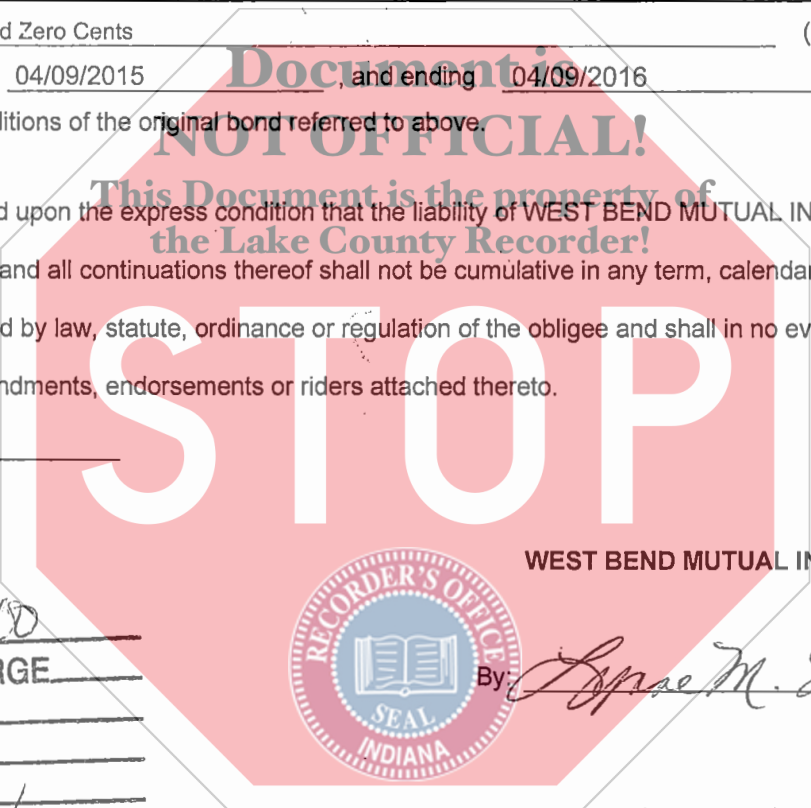 d Zero Cents (
04/09/2015 , and ending 04/09/2016
Document is
ditions of the original bond referred to above.
NOT OFFICIAL!
This Document is the property of
d upon the express condition that the liability of WEST BEND MUTUAL IN
the Lake County Recorder!
and all continuations thereof shall not be cumulative in any term, calendar
d by law, statute, ordinance or regulation of the obligee and shall in no ev
ndments, endorsements or riders attached thereto.
STOP
WEST BEND MUTUAL IN
RECORDER'S OFFICE
SEAL
INDIANA
RGE
By: Lynne M.